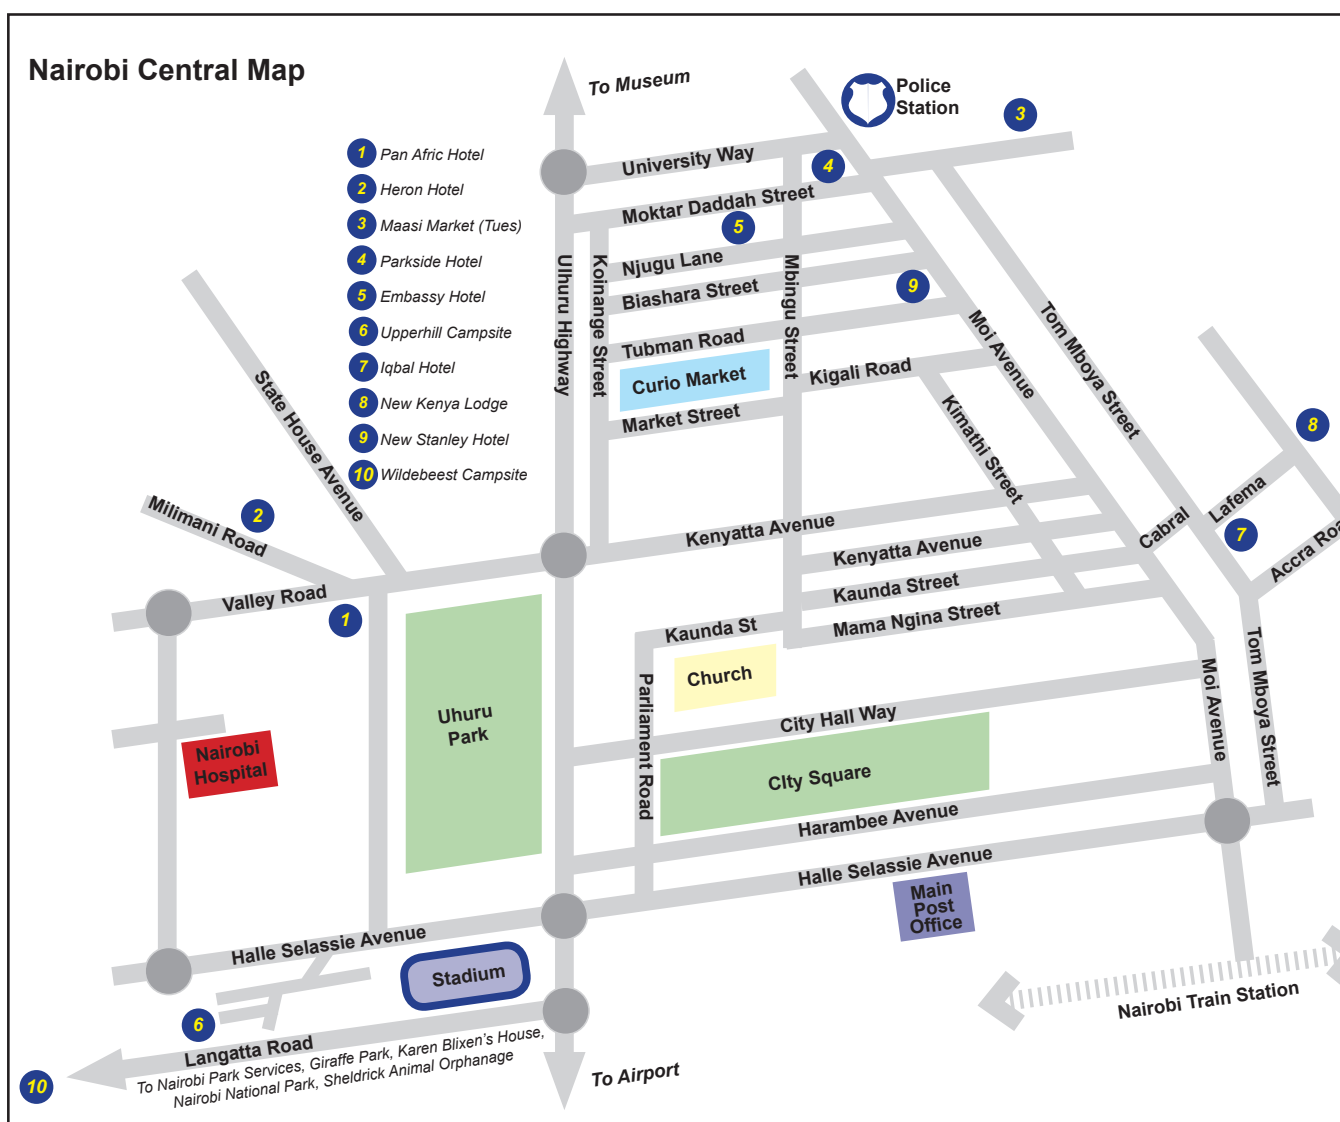 Nairobi Central Map
To Museum
Police
Station
1 Pan Afric Hotel
2 Heron Hotel
3 Maasi Market (Tues)
4 Parkside Hotel
5 Embassy Hotel
6 Upperhill Campsite
7 Iqbal Hotel
8 New Kenya Lodge
9 New Stanley Hotel
10 Wildebeest Campsite
3
4
5
9
8
7
2
1
6
10
University Way
Moktar Daddah Street
Njugu Lane
Biashara Street
Tubman Road
Curio Market
Market Street
Kigali Road
Ulhuru Highway
Koinange Street
Mbingu Street
Moi Avenue
Tom Mboya Street
Kimathi Street
State House Avenue
Milimani Road
Valley Road
Kenyatta Avenue
Kenyatta Avenue
Kaunda Street
Mama Ngina Street
Kaunda St
Cabral
Lafema
Accra Roa
Church
Uhuru
Park
Parliament Road
City Hall Way
CIty Square
Harambee Avenue
Moi Avenue
Tom Mboya Street
Nairobi
Hospital
Halle Selassie Avenue
Halle Selassie Avenue
Main
Post
Office
Stadium
Nairobi Train Station
Langatta Road
To Nairobi Park Services, Giraffe Park, Karen Blixen's House,
Nairobi National Park, Sheldrick Animal Orphanage
To Airport